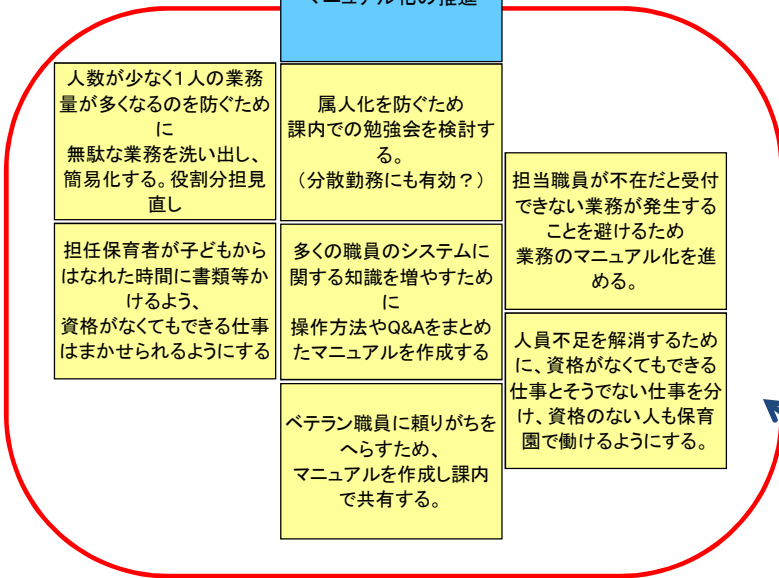 マニュアル化の推進
人数が少なく1人の業務
量が多くなるのを防ぐため
に
無駄な業務を洗い出し、
簡易化する。役割分担見
直し
属人化を防ぐため
課内での勉強会を検討す
る。
（分散勤務にも有効？）
担当職員が不在だと受付
できない業務が発生する
ことを避けるため
業務のマニュアル化を進
める。
担任保育者が子どもから
はなれた時間に書類等か
けるよう、
資格がなくてもできる仕事
はまかせられるようにする
多くの職員のシステムに
関する知識を増やすため
に
操作方法やQ&Aをまとめ
たマニュアルを作成する
人員不足を解消するため
に、資格がなくてもできる
仕事とそうでない仕事を分
け、資格のない人も保育
園で働けるようにする。
ベテラン職員に頼りがちを
へらすため、
マニュアルを作成し課内
で共有する。